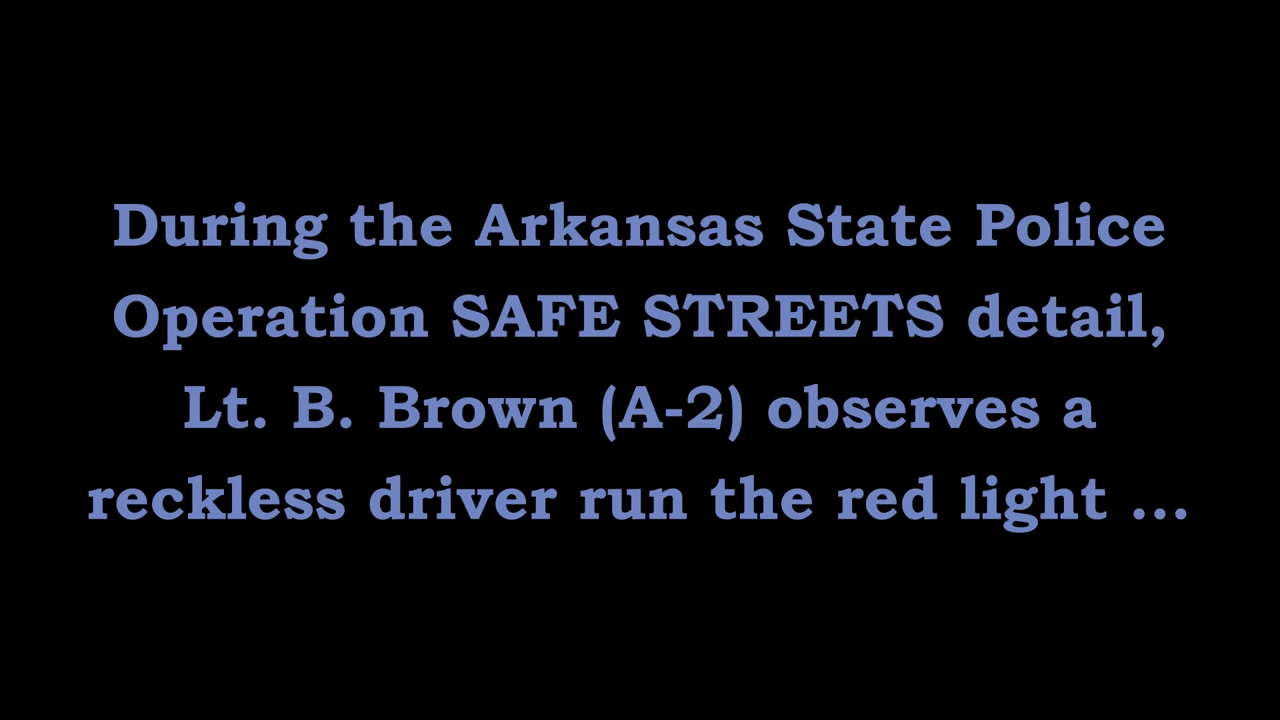 During the Arkansas State Police
Operation SAFE STREETS detail,
Lt. B. Brown (A-2) observes a
reckless driver run the red light ...